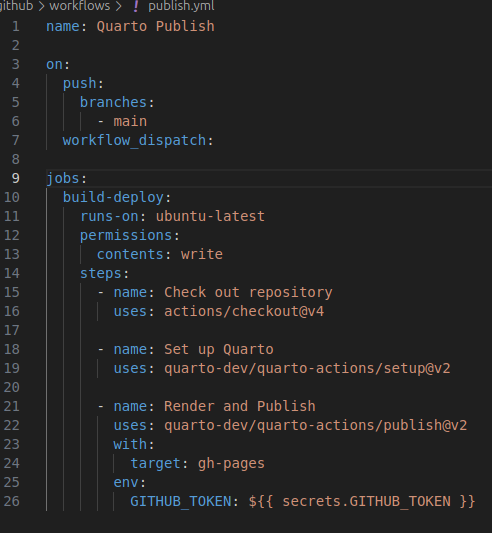 github > workflows > ! publish.yml
1 name: Quarto Publish
2
3 on:
4 push:
5 branches:
6 - main
7 workflow_dispatch:
8
9 jobs:
10 build-deploy:
11 runs-on: ubuntu-latest
12 permissions:
13 contents: write
14 steps:
15 - name: Check out repository
16 uses: actions/checkout@v4
17
18 - name: Set up Quarto
19 uses: quarto-dev/quarto-actions/setup@v2
20
21 - name: Render and Publish
22 uses: quarto-dev/quarto-actions/publish@v2
23 with:
24 target: gh-pages
25 env:
26 GITHUB_TOKEN: ${{ secrets.GITHUB_TOKEN }}